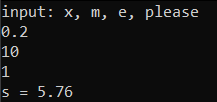 input: x, m, e, please
0.2
10
1
s = 5.76